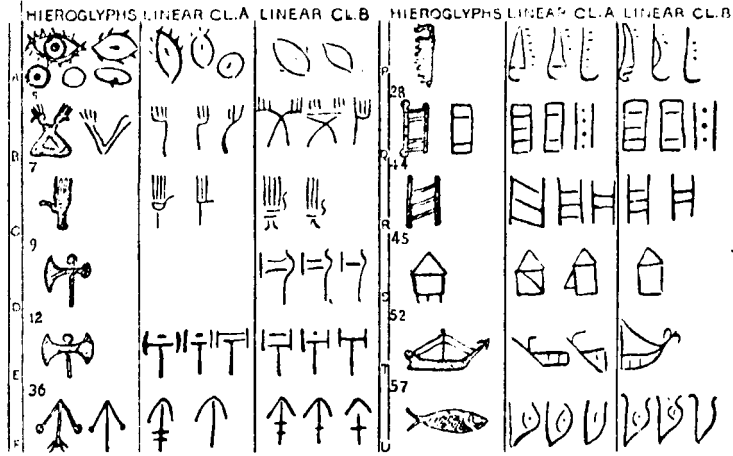 HIEROGLYPHS LINEAR CL.A LINEAR CL.B HIEROGLYPHS LINEAR CL.A LINEAR CL.B
A
5
B
7
C
9
D
12
E
36
F
P
28
Q
44
R
45
S
52
T
57
U